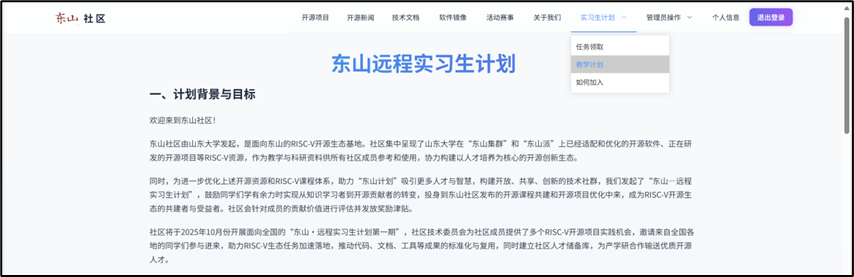 东山 社区
开源项目 开源新闻 技术文档 软件镜像 活动赛事 关于我们 实习生计划 管理员操作 个人信息 退出登录
任务领取
教学计划
如何加入
东山远程实习生计划
一、计划背景与目标
欢迎来到东山社区！
东山社区由山东大学发起，是面向东山的RISC-V开源生态基地。社区集中呈现了山东大学在“东山集群”和“东山派”上已经适配和优化的开源软件、正在研
发的开源项目等RISC-V资源，作为教学与科研资料供所有社区成员参考和使用，协力构建以人才培养为核心的开源创新生态。
同时，为进一步优化上述开源资源和RISC-V课程体系，助力“东山计划”吸引更多人才与智慧，构建开放、共享、创新的技术社群，我们发起了“东山—远程
实习生计划”，鼓励同学们学有余力时实现从知识学习者到开源贡献者的转变，投身到东山社区发布的开源课程共建和开源项目优化中来，成为RISC-V开源生
态的共建者与受益者。社区会针对成员的贡献价值进行评估并发放奖励津贴。
社区将于2025年10月份开展面向全国的“东山・远程实习生计划第一期”，社区技术委员会为社区成员提供了多个RISC-V开源项目实践机会，邀请来自全国各
地的同学们参与进来，助力RISC-V生态任务加速落地，推动代码、文档、工具等成果的标准化与复用，同时建立社区人才储备库，为产学研合作输送优质开源
人才。